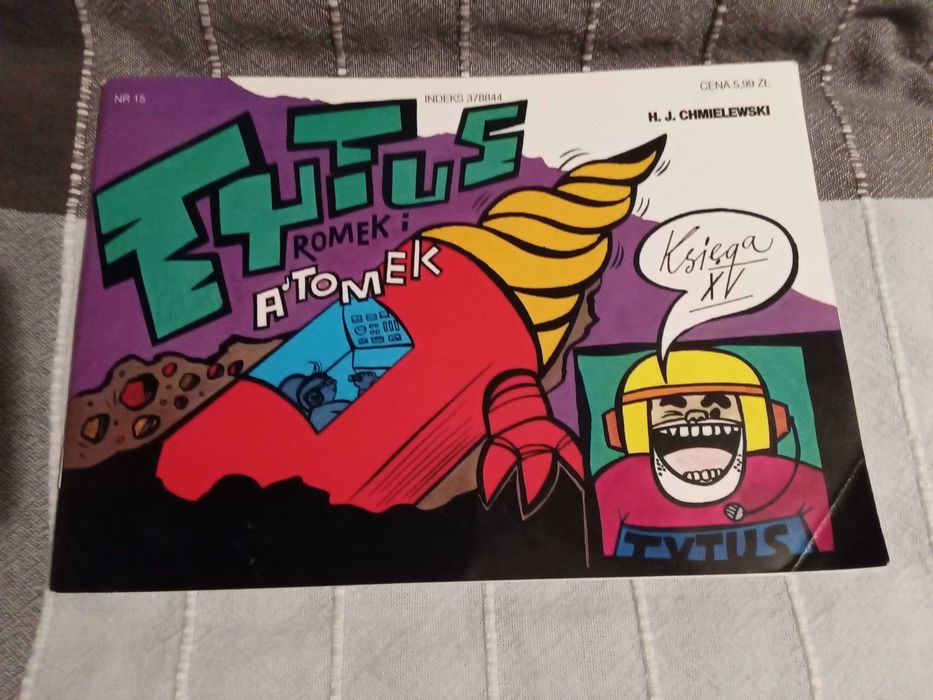 NR 15
INDEKS 378844
CENA 5,99 ZŁ
H. J. CHMIELEWSKI
TYTUS
ROMEK i
A'TOMEK
Księga
XV
TYTUS